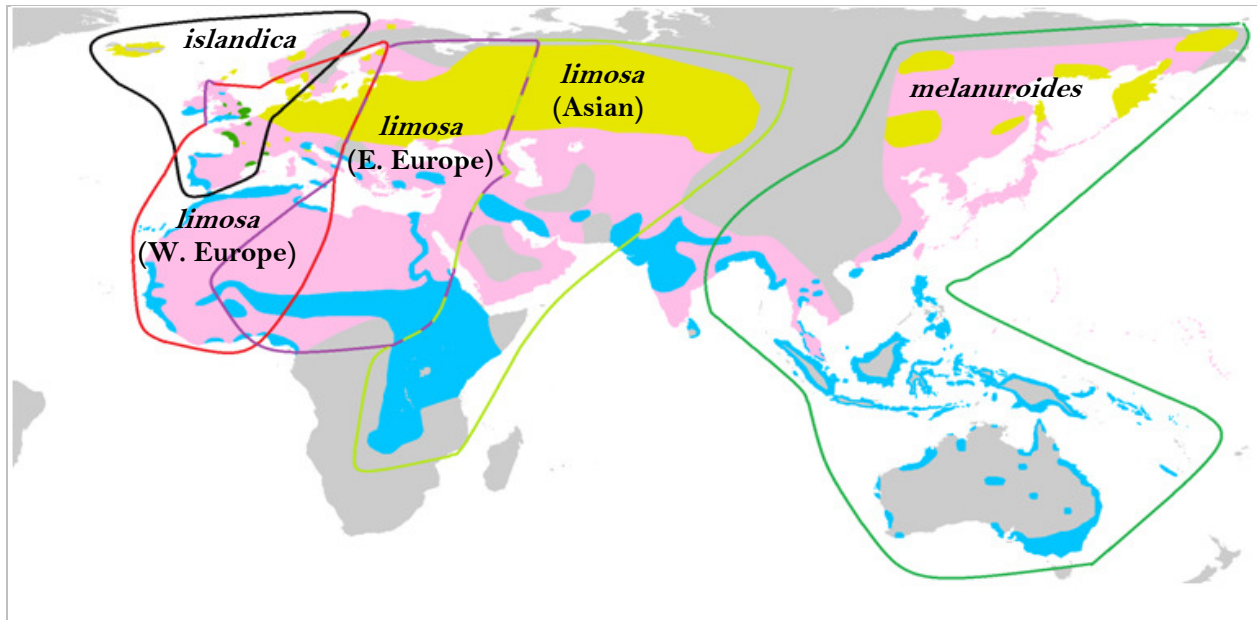 islandica
limosa
(Asian)
melanuroides
limosa
(E. Europe)
limosa
(W. Europe)